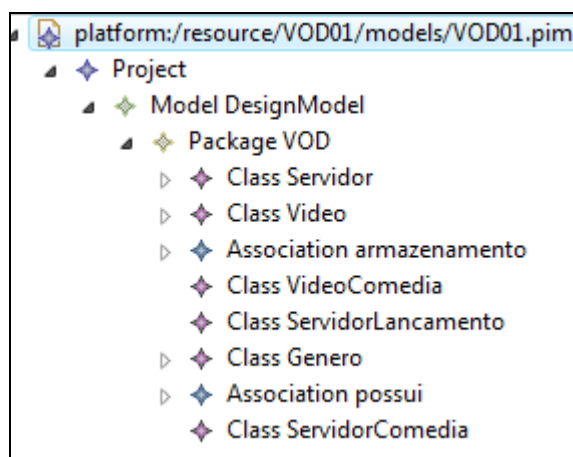 platform:/resource/VOD01/models/VOD01.pim
Project
Model DesignModel
Package VOD
Class Servidor
Class Video
Association armazenamento
Class VideoComedia
Class ServidorLancamento
Class Genero
Association possui
Class ServidorComedia